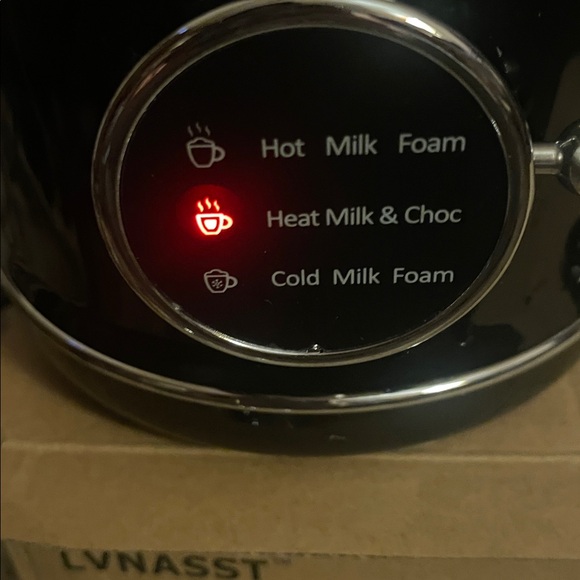 Hot Milk Foam
Heat Milk & Choc
Cold Milk Foam
LVNASST